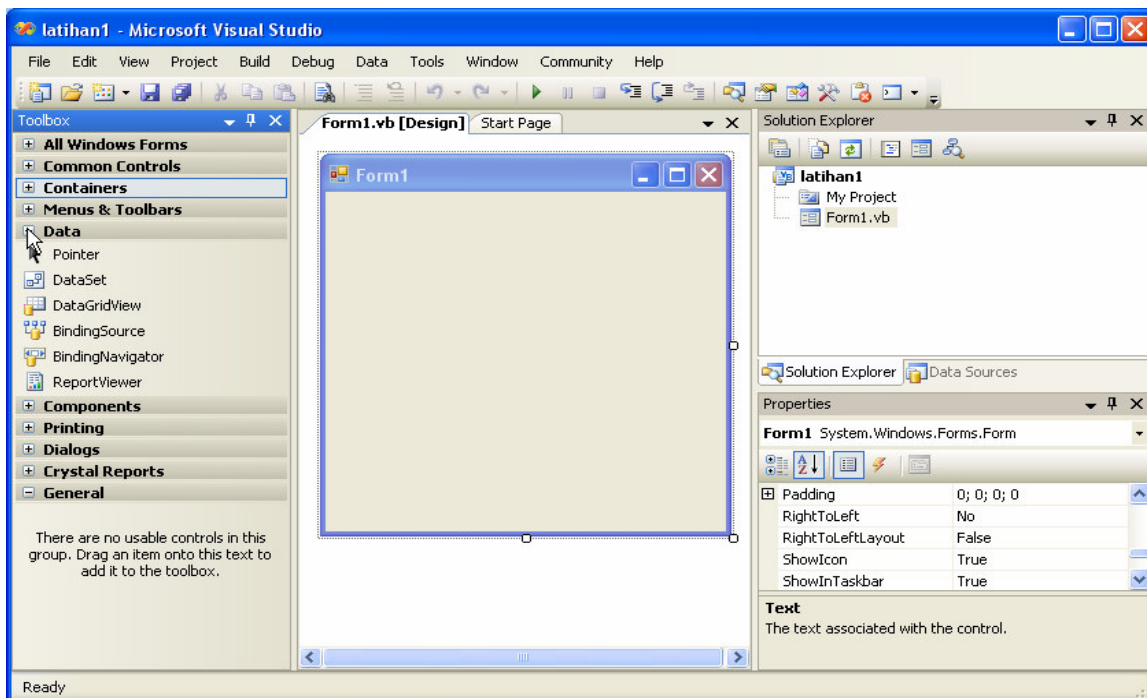 latihan1 - Microsoft Visual Studio
File Edit View Project Build Debug Data Tools Window Community Help
Toolbox
All Windows Forms
Common Controls
Containers
Menus & Toolbars
Data
Pointer
DataSet
DataGridView
BindingSource
BindingNavigator
ReportViewer
Components
Printing
Dialogs
Crystal Reports
General
There are no usable controls in this
group. Drag an item onto this text to
add it to the toolbox.
Form1.vb [Design] Start Page
Form1
Solution Explorer
latihan1
My Project
Form1.vb
Solution Explorer Data Sources
Properties
Form1 System.Windows.Forms.Form
Padding 0; 0; 0; 0
RightToLeft No
RightToLeftLayout False
ShowIcon True
ShowInTaskbar True
Text
The text associated with the control.
Ready